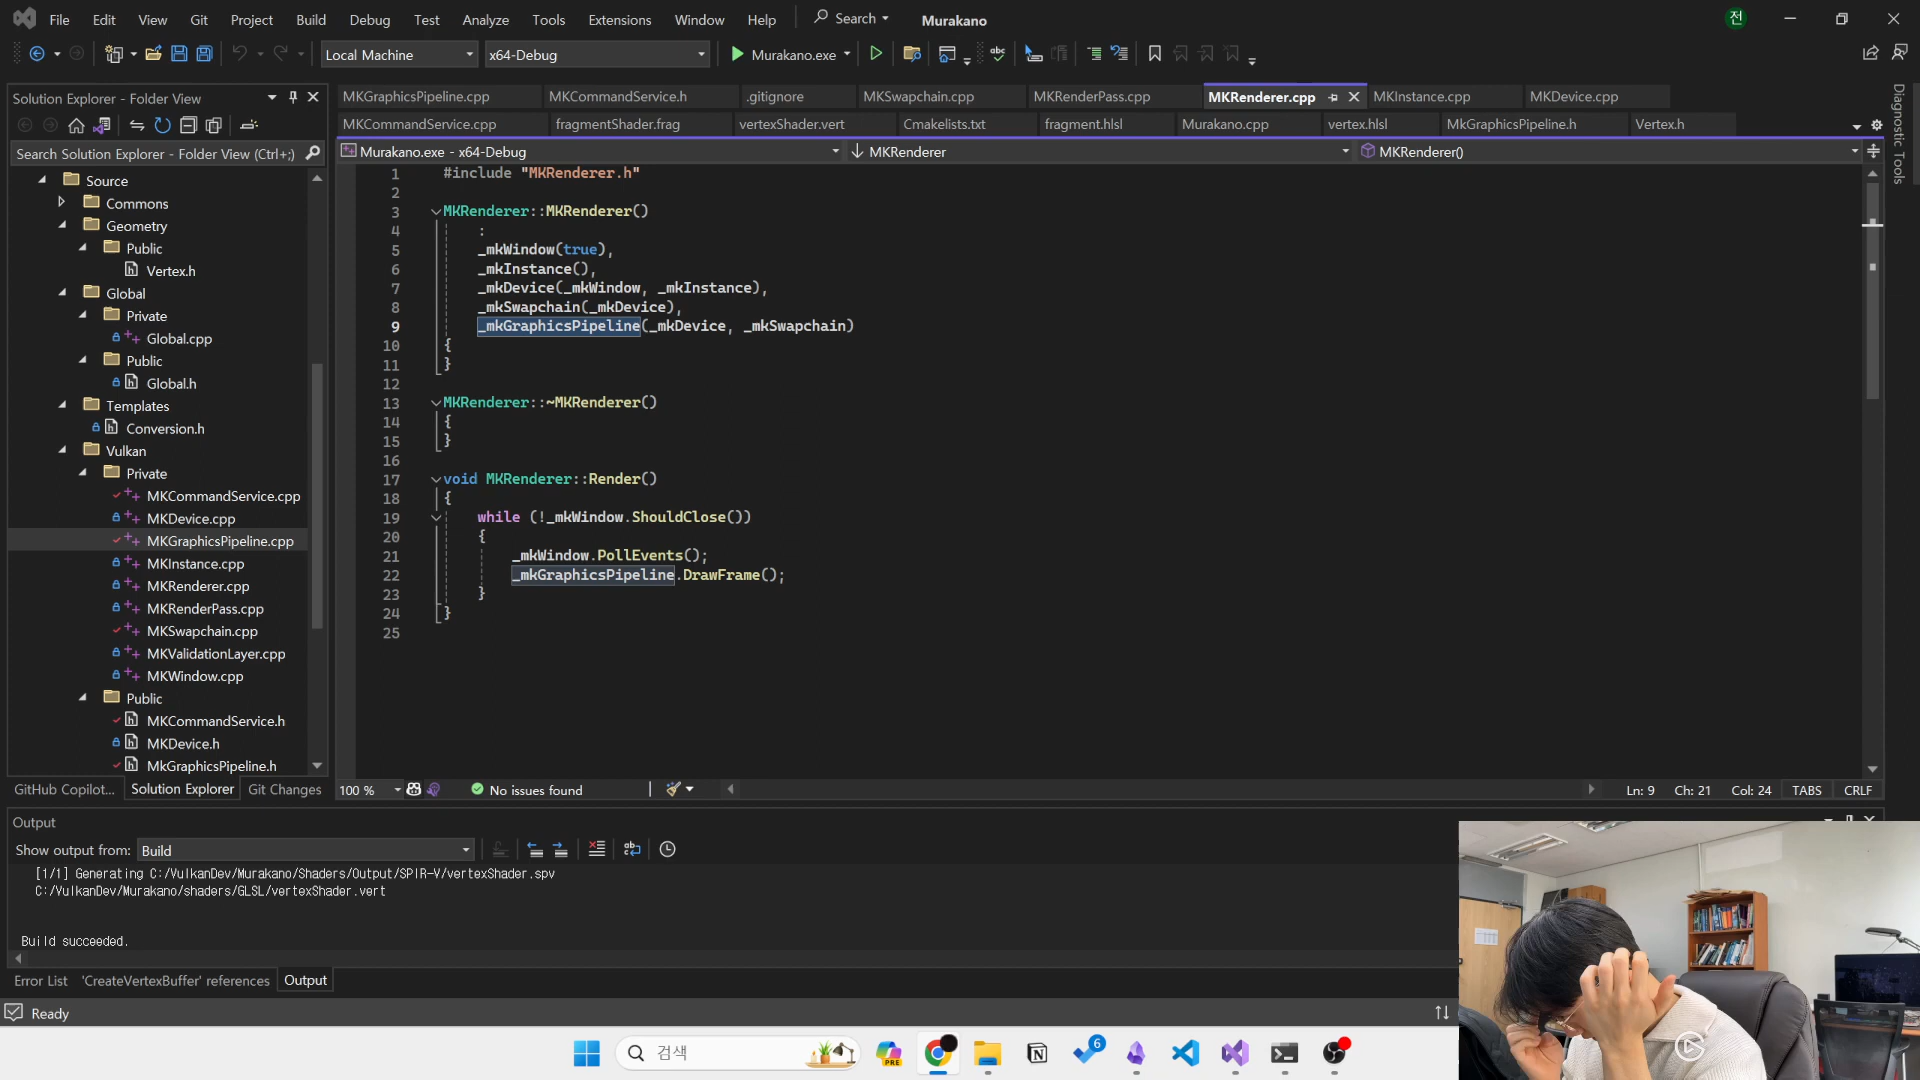 File Edit View Git Project Build Debug Test Analyze Tools Extensions Window Help Search Murakano 전
Local Machine x64-Debug Murakano.exe
Solution Explorer - Folder View
Search Solution Explorer - Folder View (Ctrl+;)
Source
Commons
Geometry
Public
Vertex.h
Global
Private
Global.cpp
Public
Global.h
Templates
Conversion.h
Vulkan
Private
MKCommandService.cpp
MKDevice.cpp
MKGraphicsPipeline.cpp
MKInstance.cpp
MKRenderer.cpp
MKRenderPass.cpp
MKSwapchain.cpp
MKValidationLayer.cpp
MKWindow.cpp
Public
MKCommandService.h
MKDevice.h
MkGraphicsPipeline.h
GitHub Copilot... Solution Explorer Git Changes
MKGraphicsPipeline.cpp MKCommandService.h .gitignore MKSwapchain.cpp MKRenderPass.cpp MKRenderer.cpp MKInstance.cpp MKDevice.cpp
MKCommandService.cpp fragmentShader.frag vertexShader.vert Cmakelists.txt fragment.hlsl Murakano.cpp vertex.hlsl MkGraphicsPipeline.h Vertex.h
Murakano.exe - x64-Debug MKRenderer MKRenderer()
1 #include "MKRenderer.h"
2
3 MKRenderer::MKRenderer()
4 :
5 _mkWindow(true),
6 _mkInstance(),
7 _mkDevice(_mkWindow, _mkInstance),
8 _mkSwapchain(_mkDevice),
9 _mkGraphicsPipeline(_mkDevice, _mkSwapchain)
10 {
11 }
12
13 MKRenderer::~MKRenderer()
14 {
15 }
16
17 void MKRenderer::Render()
18 {
19 while (!_mkWindow.ShouldClose())
20 {
21 _mkWindow.PollEvents();
22 _mkGraphicsPipeline.DrawFrame();
23 }
24 }
25
100 % No issues found Ln: 9 Ch: 21 Col: 24 TABS CRLF
Diagnostic Tools
Output
Show output from: Build
[1/1] Generating C:/VulkanDev/Murakano/Shaders/Output/SPIR-V/vertexShader.spv
C:/VulkanDev/Murakano/shaders/GLSL/vertexShader.vert
Build succeeded.
Error List 'CreateVertexBuffer' references Output
Ready
검색
PRE
6